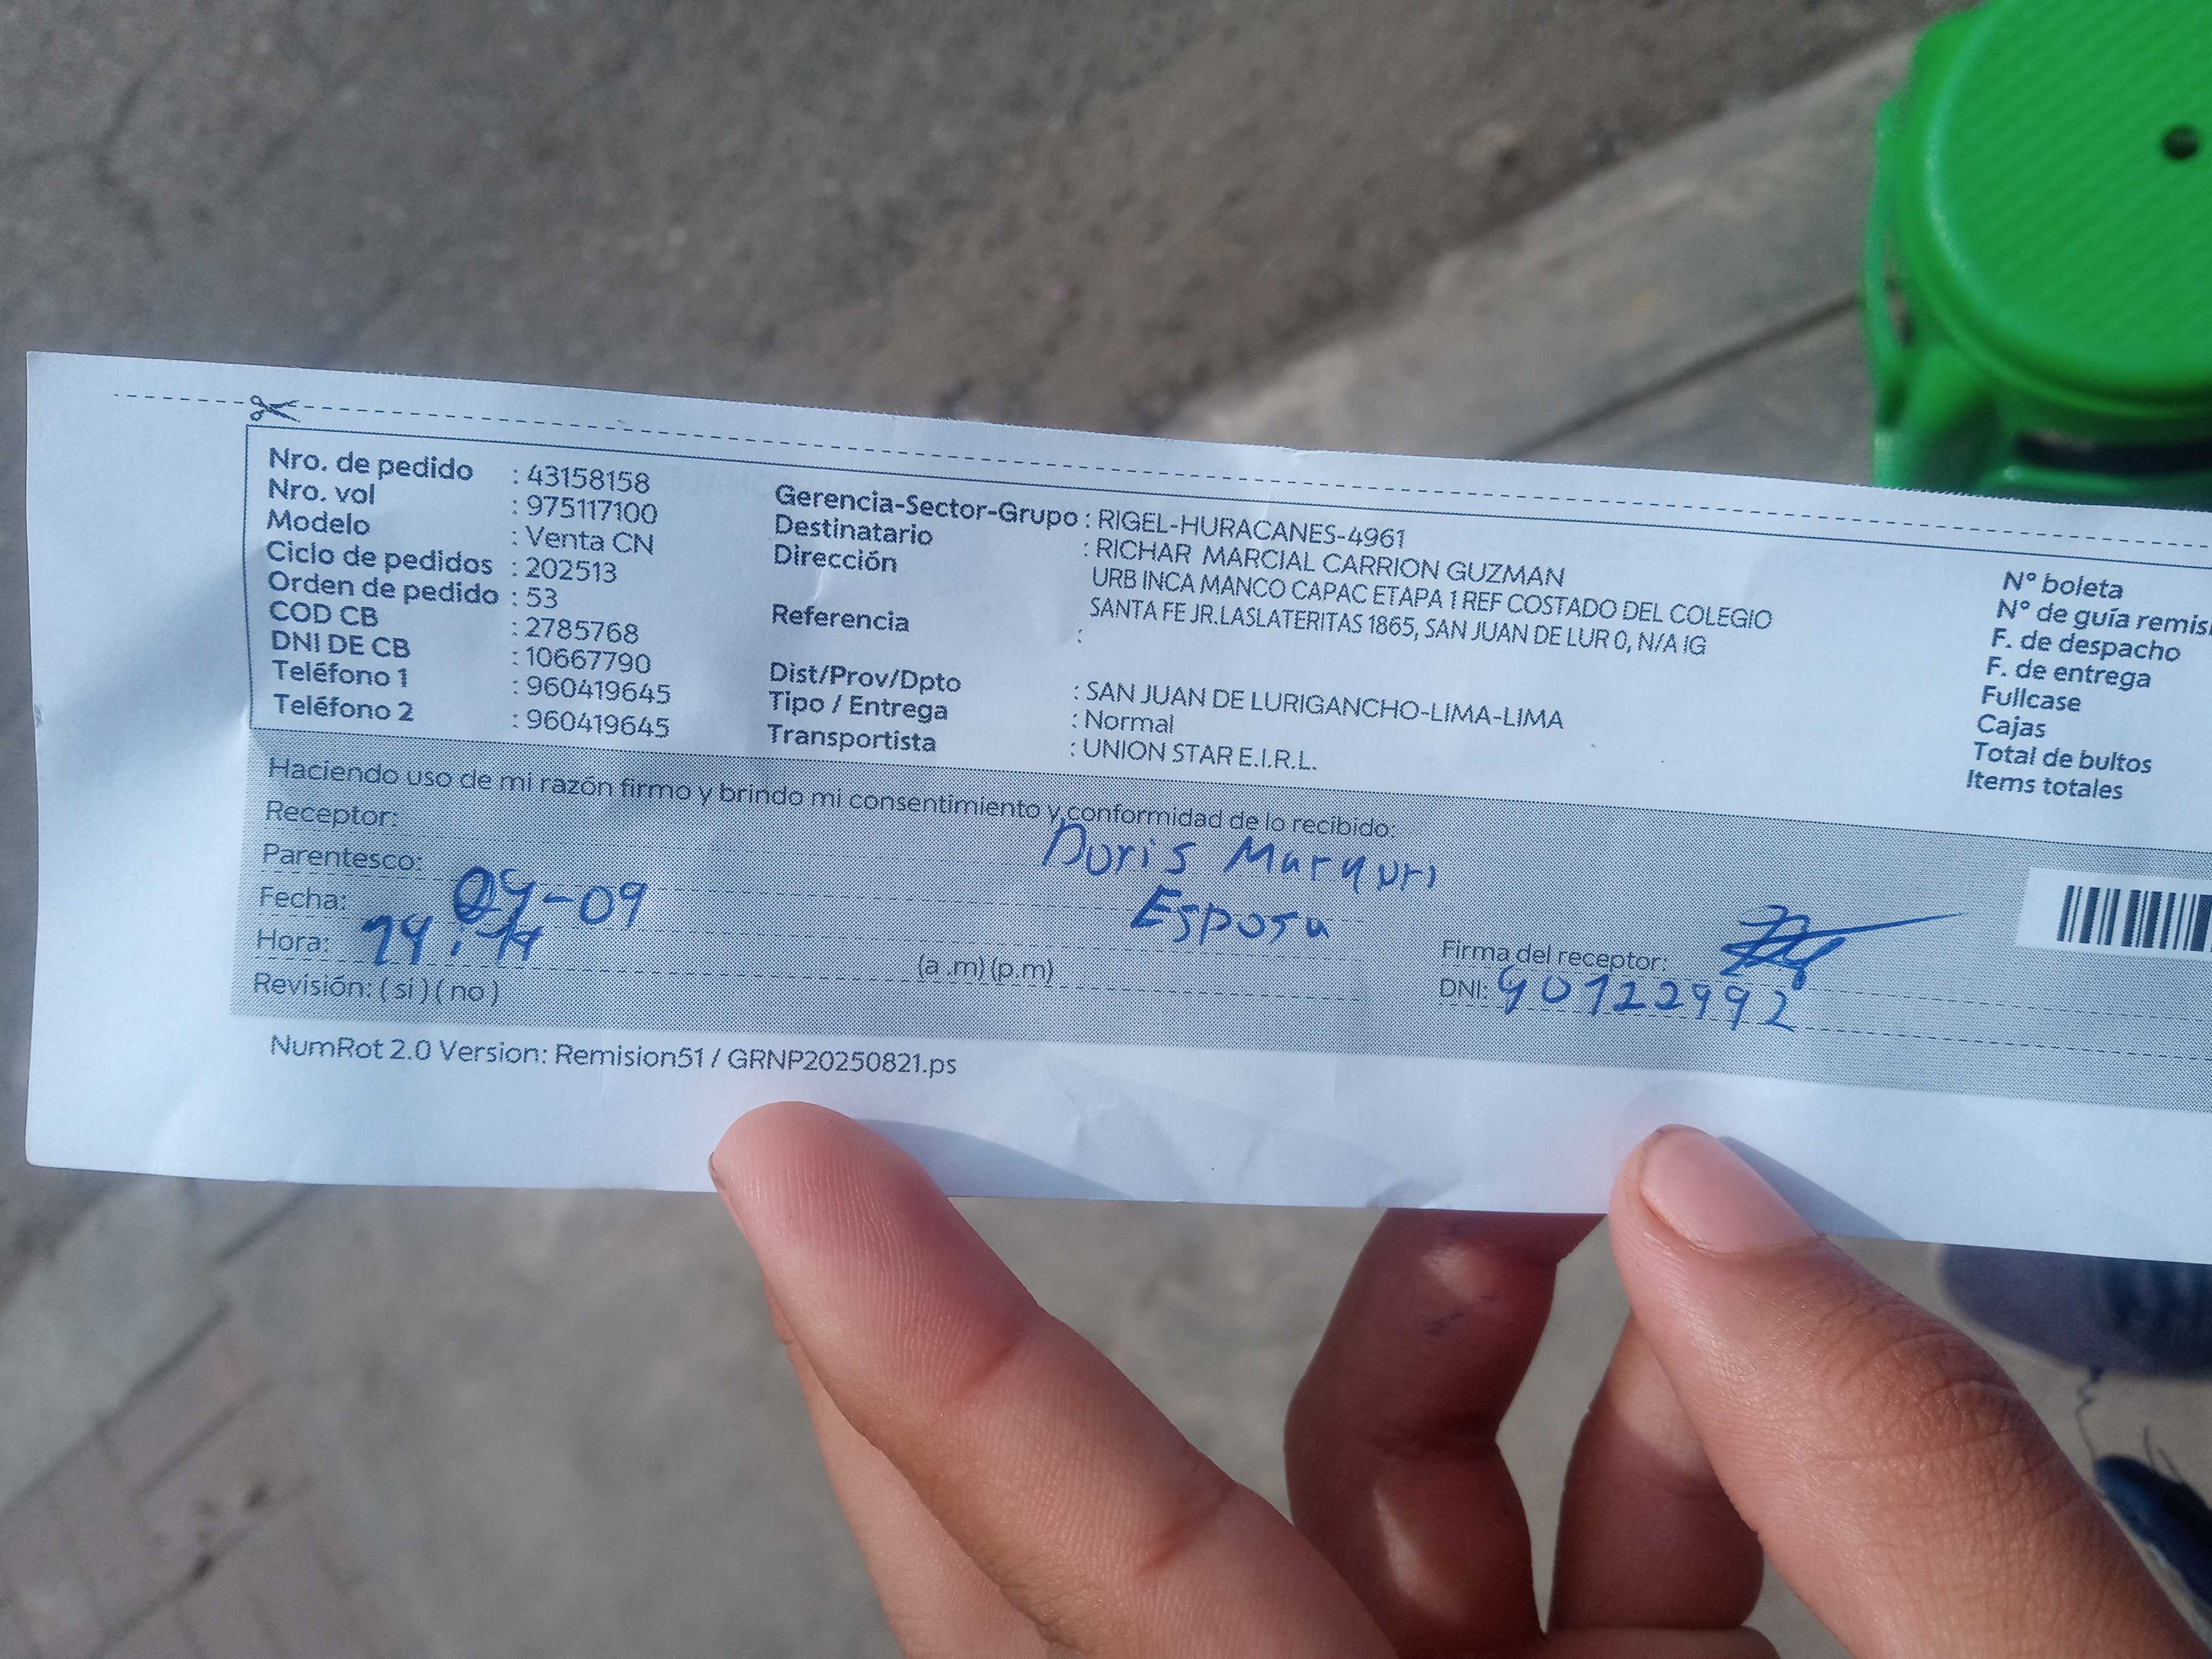 Nro. de pedido : 43158158
Nro. vol : 975117100
Modelo : Venta CN
Ciclo de pedidos : 202513
Orden de pedido : 53
COD CB : 2785768
DNI DE CB : 10667790
Teléfono 1 : 960419645
Teléfono 2 : 960419645
Gerencia-Sector-Grupo : RIGEL-HURACANES-4961
Destinatario : RICHAR MARCIAL CARRION GUZMAN
Dirección URB INCA MANCO CAPAC ETAPA 1 REF COSTADO DEL COLEGIO
SANTA FE JR.LASLATERITAS 1865, SAN JUAN DE LUR 0, N/A IG
Referencia :
Dist/Prov/Dpto : SAN JUAN DE LURIGANCHO-LIMA-LIMA
Tipo / Entrega : Normal
Transportista : UNION STAR E.I.R.L.
N° boleta
N° de guía remisi
F. de despacho
F. de entrega
Fullcase
Cajas
Total de bultos
Items totales
Haciendo uso de mi razón firmo y brindo mi consentimiento y conformidad de lo recibido:
Receptor: Doris
Parentesco: Esposa
Fecha: 04-09
Hora: (a .m) (p.m)
Revisión: ( si ) ( no )
Firma del receptor:
DNI: 40122992
NumRot 2.0 Version: Remision51 / GRNP20250821.ps